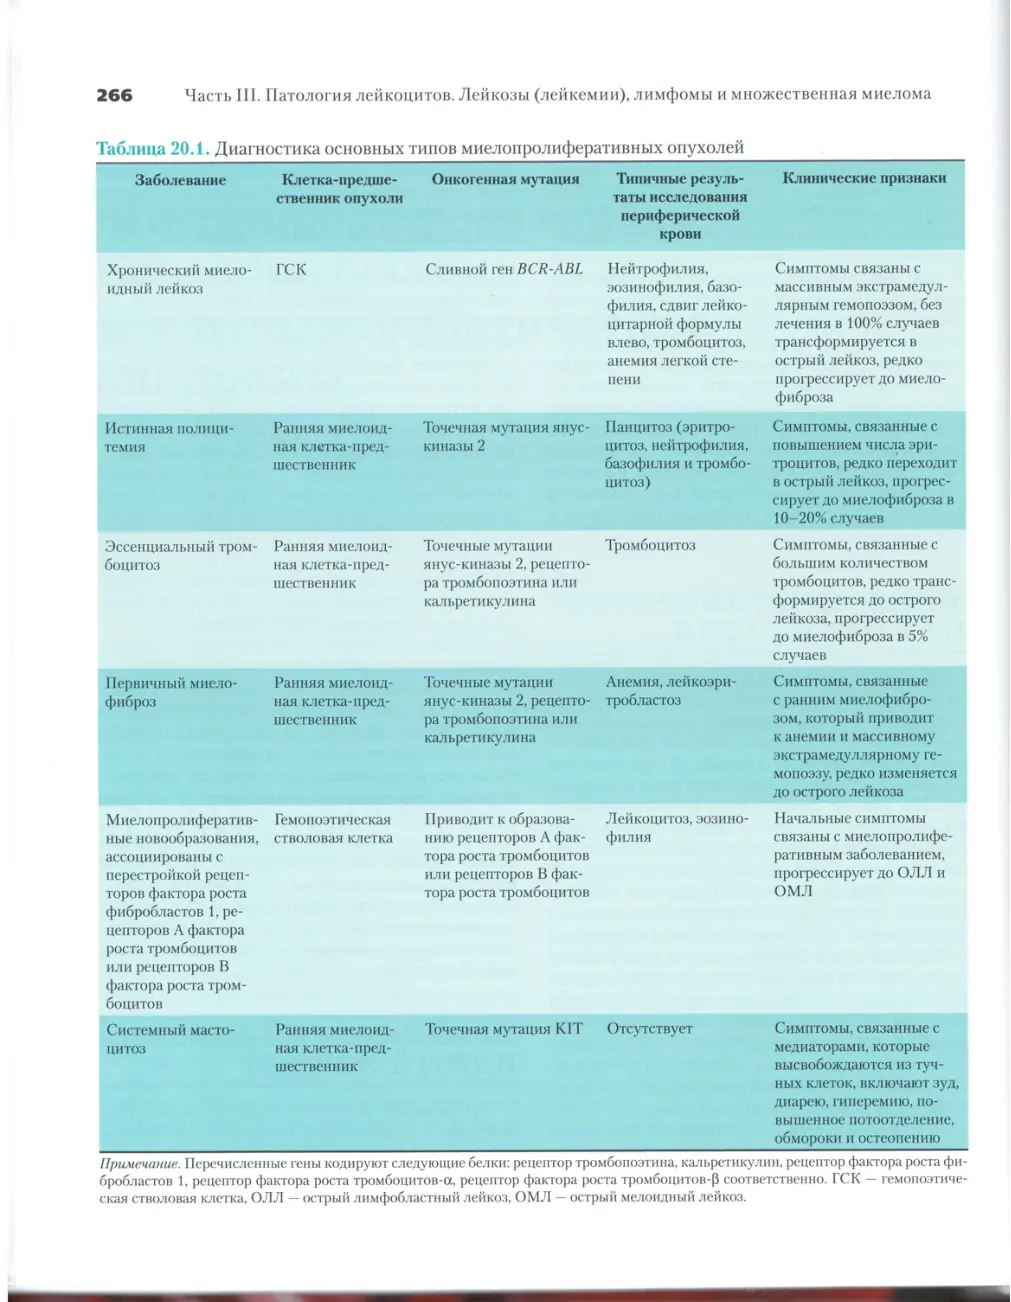 266 Часть III. Патология лейкоцитов. Лейкозы (лейкемии), лимфомы и множественная миелома
Таблица 20.1. Диагностика основных типов миелопролиферативных опухолей
Заболевание
Клетка-предше-
ственник опухоли
Онкогенная мутация
Типичные резуль-
таты исследования
периферической
крови
Клинические признаки
Хронический миело-
идный лейкоз
ГСК
Сливной ген BCR-ABL
Нейтрофилия,
эозинофилия, базо-
филия, сдвиг лейко-
цитарной формулы
влево, тромбоцитоз,
анемия легкой сте-
пени
Симптомы связаны с
массивным экстрамедул-
лярным гемопоэзом, без
лечения в 100% случаев
трансформируется в
острый лейкоз, редко
прогрессирует до миело-
фиброза
Истинная полици-
темия
Ранняя миелоид-
ная клетка-пред-
шественник
Точечная мутация янус-
киназы 2
Панцитоз (эритро-
цитоз, нейтрофилия,
базофилия и тромбо-
цитоз)
Симптомы, связанные с
повышением числа эри-
троцитов, редко переходит
в острый лейкоз, прогрес-
сирует до миелофиброза в
10–20% случаев
Эссенциальный тром-
боцитоз
Ранняя миелоид-
ная клетка-пред-
шественник
Точечные мутации
янус-киназы 2, рецепто-
ра тромбопоэтина или
кальретикулина
Тромбоцитоз
Симптомы, связанные с
большим количеством
тромбоцитов, редко транс-
формируется до острого
лейкоза, прогрессирует
до миелофиброза в 5%
случаев
Первичный миело-
фиброз
Ранняя миелоид-
ная клетка-пред-
шественник
Точечные мутации
янус-киназы 2, рецепто-
ра тромбопоэтина или
кальретикулина
Анемия, лейкоэри-
тробластоз
Симптомы, связанные
с ранним миелофибро-
зом, который приводит
к анемии и массивному
экстрамедуллярному ге-
мопоэзу, редко изменяется
до острого лейкоза
Миелопролифератив-
ные новообразования,
ассоциированы с
перестройкой рецеп-
торов фактора роста
фибробластов 1, ре-
цепторов А фактора
роста тромбоцитов
или рецепторов В
фактора роста тром-
боцитов
Гемопоэтическая
стволовая клетка
Приводит к образова-
нию рецепторов А фак-
тора роста тромбоцитов
или рецепторов В фак-
тора роста тромбоцитов
Лейкоцитоз, эозино-
филия
Начальные симптомы
связаны с миелопролифе-
ративным заболеванием,
прогрессирует до ОЛЛ и
ОМЛ
Системный масто-
цитоз
Ранняя миелоид-
ная клетка-пред-
шественник
Точечная мутация KIT
Отсутствует
Симптомы, связанные с
медиаторами, которые
высвобождаются из туч-
ных клеток, включают зуд,
диарею, гиперемию, по-
вышенное потоотделение,
обмороки и остеопению
Примечание. Перечисленные гены кодируют следующие белки: рецептор тромбопоэтина, кальретикулин, рецептор фактора роста фи-
бробластов 1, рецептор фактора роста тромбоцитов-α, рецептор фактора роста тромбоцитов-β соответственно. ГСК — гемопоэтиче-
ская стволовая клетка, ОЛЛ — острый лимфобластный лейкоз, ОМЛ — острый мелоидный лейкоз.